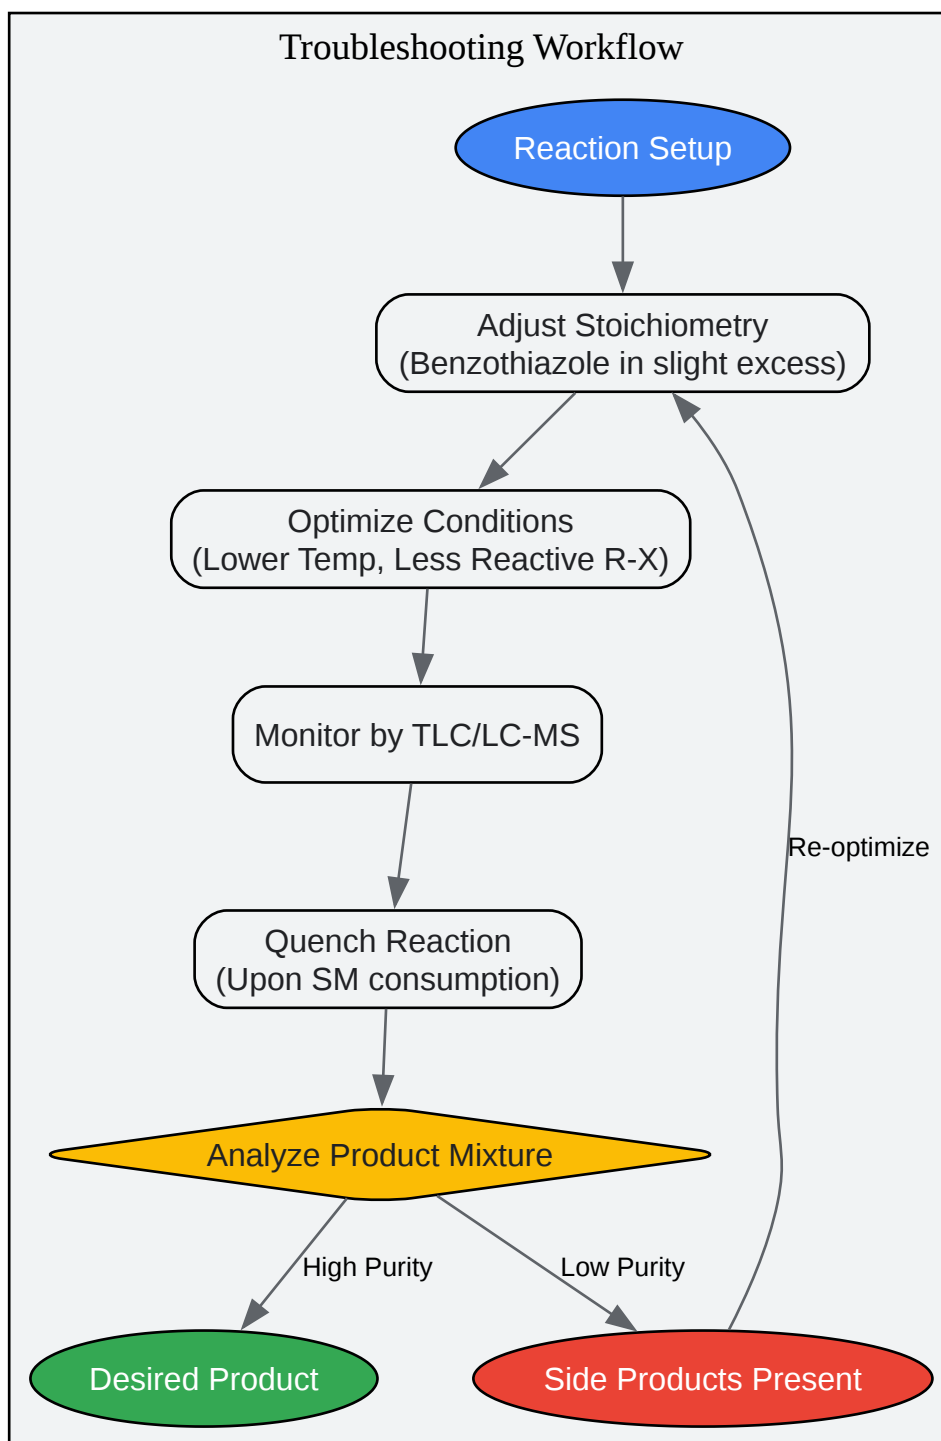 Troubleshooting Workflow
Reaction Setup
Adjust Stoichiometry
(Benzothiazole in slight excess)
Optimize Conditions
(Lower Temp, Less Reactive R-X)
Monitor by TLC/LC-MS
Re-optimize
Quench Reaction
(Upon SM consumption)
Analyze Product Mixture
High Purity
Low Purity
Desired Product
Side Products Present